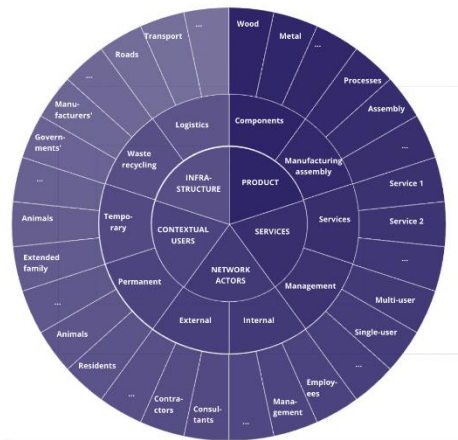 Wood
Metal
...
Processes
Assembly
...
Service 1
Service 2
...
Multi-user
Single-user
...
Employ-
ees
Mana-
gement
...
Consul-
tants
Contra-
ctors
...
Residents
Animals
...
Extended
family
Animals
...
Govern-
ments'
Manu-
facturers'
...
Roads
Transport
...
Components
Manufacturing
assembly
Services
Management
Internal
External
Permanent
Tempo-
rary
Waste
recycling
Logistics
PRODUCT
SERVICES
NETWORK
ACTORS
CONTEXTUAL
USERS
INFRA-
STRUCTURE